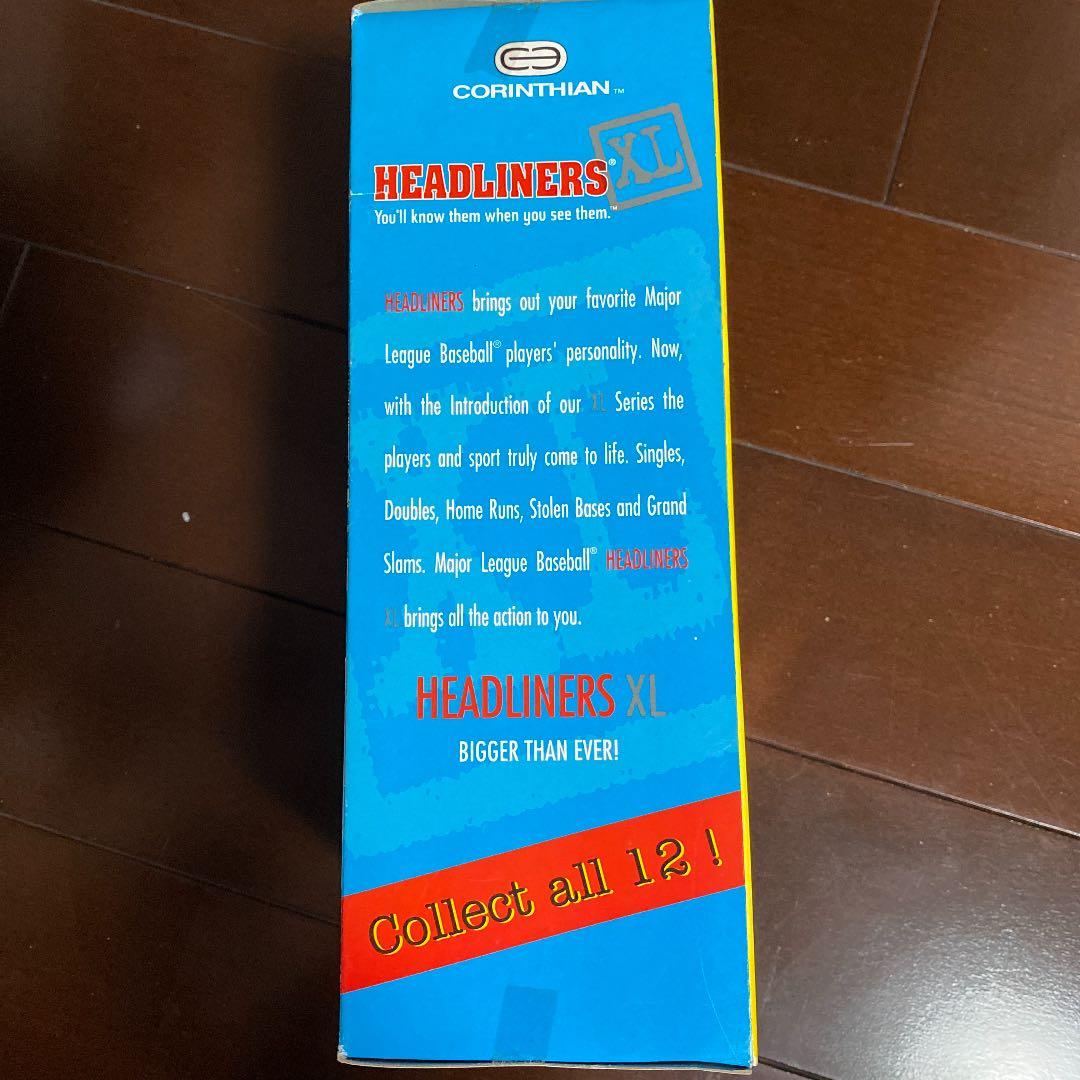 CORINTHIAN™
HEADLINERS® XL
You'll know them when you see them.™
HEADLINERS brings out your favorite Major
League Baseball® players' personality. Now,
with the Introduction of our XL Series the
players and sport truly come to life. Singles,
Doubles, Home Runs, Stolen Bases and Grand
Slams. Major League Baseball® HEADLINERS
XL brings all the action to you.
HEADLINERS XL
BIGGER THAN EVER!
Collect all 12 !